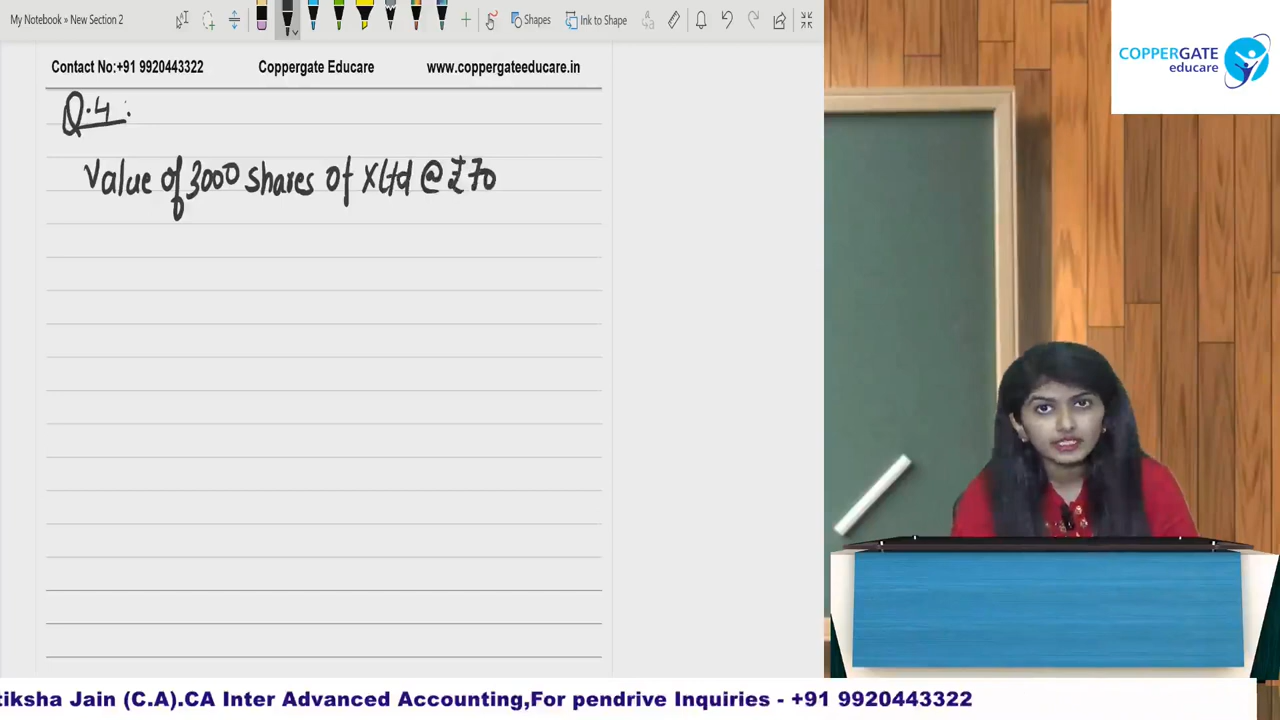 My Notebook » New Section 2
Shapes
Ink to Shape
Contact No:+91 9920443322 Coppergate Educare www.coppergateeducare.in
COPPERGATE
educare
Q.4:
Value of 3000 shares of X Ltd @ ₹70
tiksha Jain (C.A).CA Inter Advanced Accounting,For pendrive Inquiries - +91 9920443322